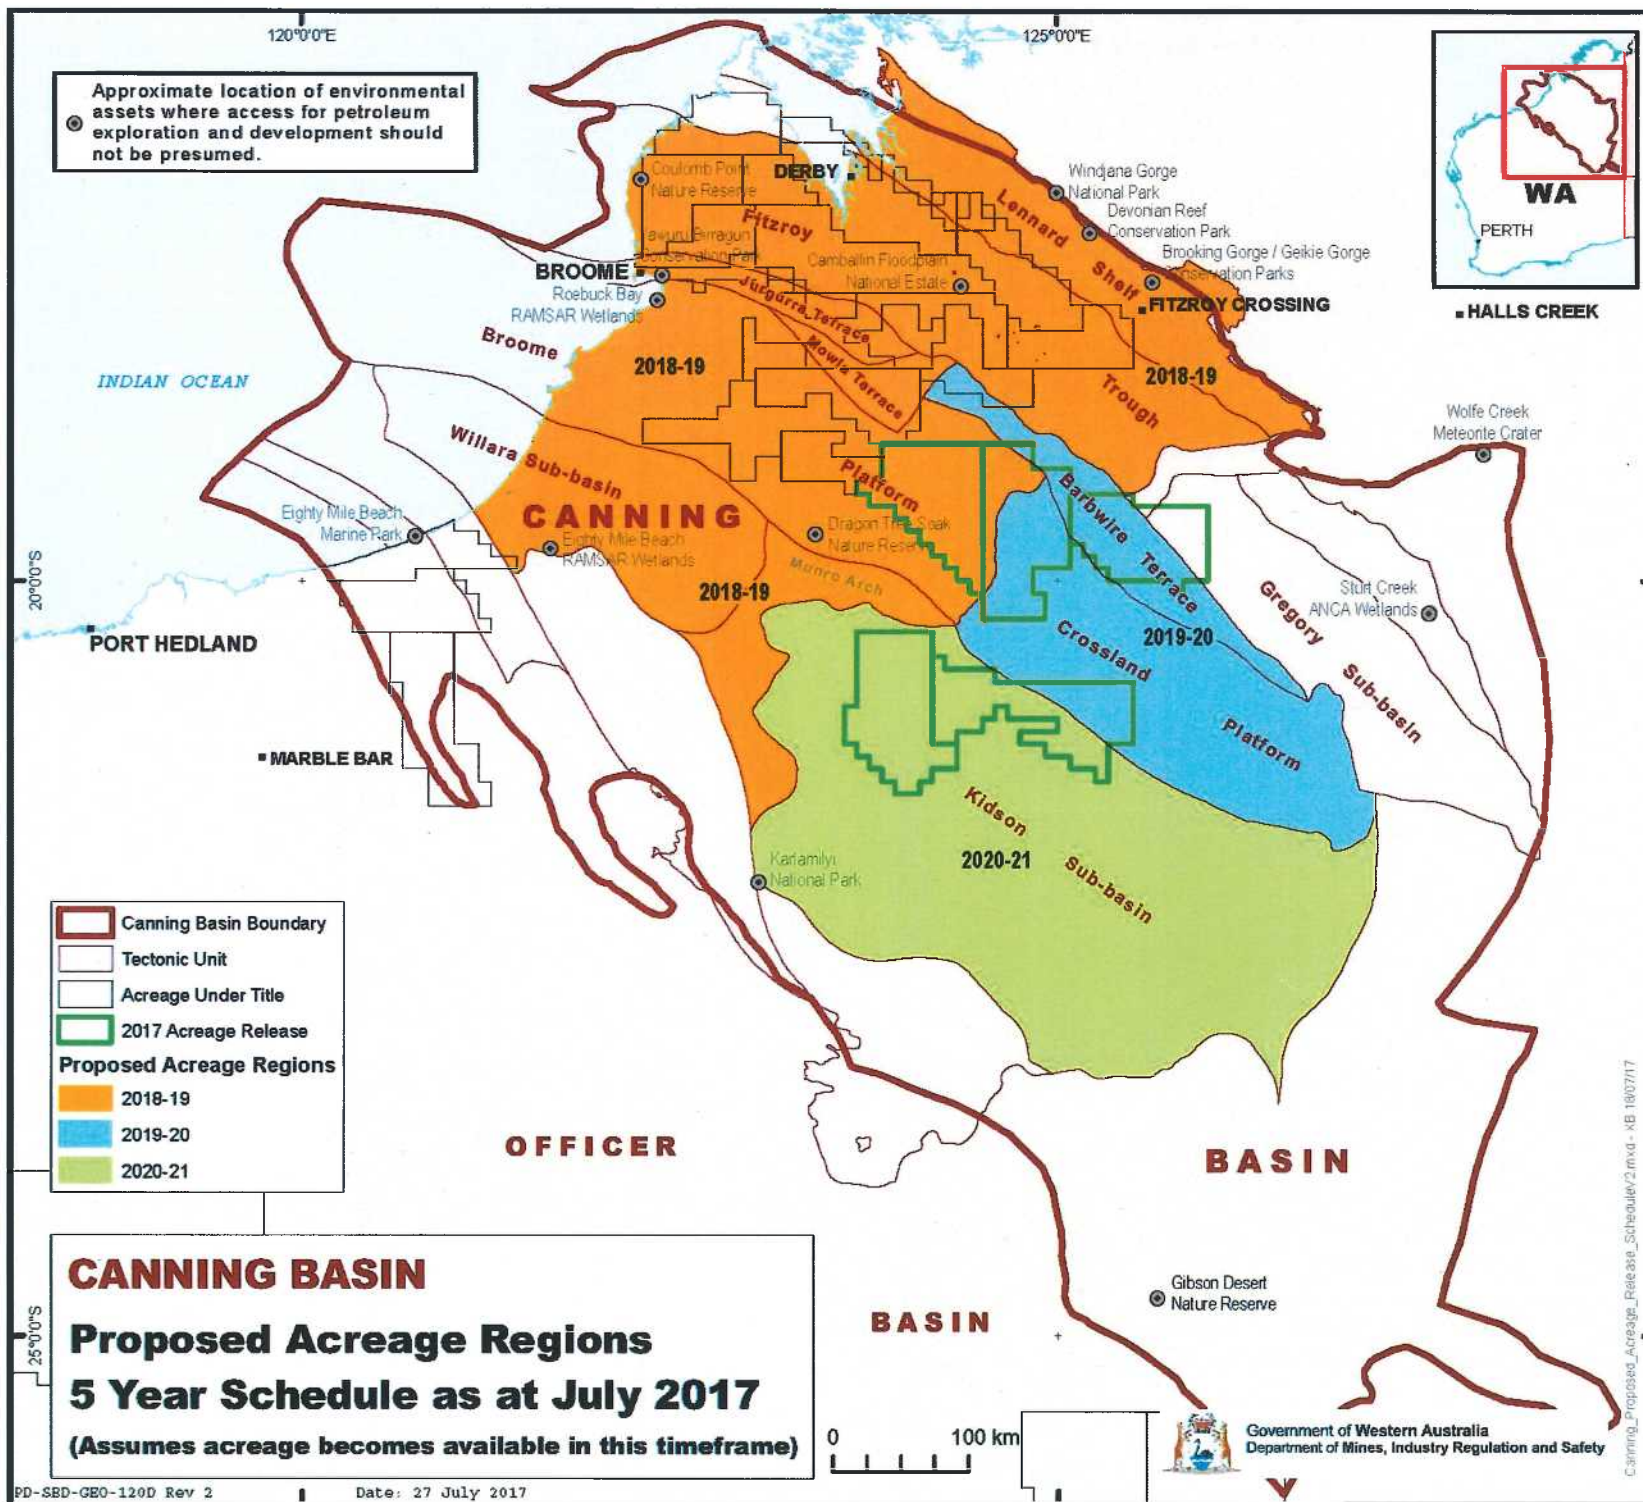 120°0'0"E
125°0'0"E
Approximate location of environmental
assets where access for petroleum
exploration and development should
not be presumed.
WA
PERTH
Coulomb Point
Nature Reserve
DERBY
Windjana Gorge
National Park
Devonian Reef
Conservation Park
Lennard
Shelf
Fitzroy
Yawuru Birragun
Conservation Park
Camballin Floodplain
National Estate
Brooking Gorge / Geikie Gorge
Conservation Parks
BROOME
Roebuck Bay
RAMSAR Wetlands
Jurgurra Terrace
FITZROY CROSSING
HALLS CREEK
Broome
Mowla Terrace
INDIAN OCEAN
2018-19
2018-19
Trough
Wolfe Creek
Meteorite Crater
Willara Sub-basin
Platform
Barbwire Terrace
Eighty Mile Beach
Marine Park
CANNING
Eighty Mile Beach
RAMSAR Wetlands
Dragon Tree Soak
Nature Reserve
Munro Arch
20°0'0"S
2018-19
Gregory Sub-basin
Sturt Creek
ANCA Wetlands
PORT HEDLAND
Crossland
2019-20
Platform
MARBLE BAR
Kidson
2020-21
Sub-basin
Karlamilyi
National Park
Canning Basin Boundary
Tectonic Unit
Acreage Under Title
2017 Acreage Release
Proposed Acreage Regions
2018-19
2019-20
2020-21
OFFICER
BASIN
BASIN
Gibson Desert
Nature Reserve
25°0'0"S
CANNING BASIN
Proposed Acreage Regions
5 Year Schedule as at July 2017
(Assumes acreage becomes available in this timeframe)
0 100 km
Government of Western Australia
Department of Mines, Industry Regulation and Safety
Canning_Proposed_Acreage_Release_ScheduleV2.mxd - KB 18/07/17
PD-SBD-GEO-120D Rev 2
Date: 27 July 2017